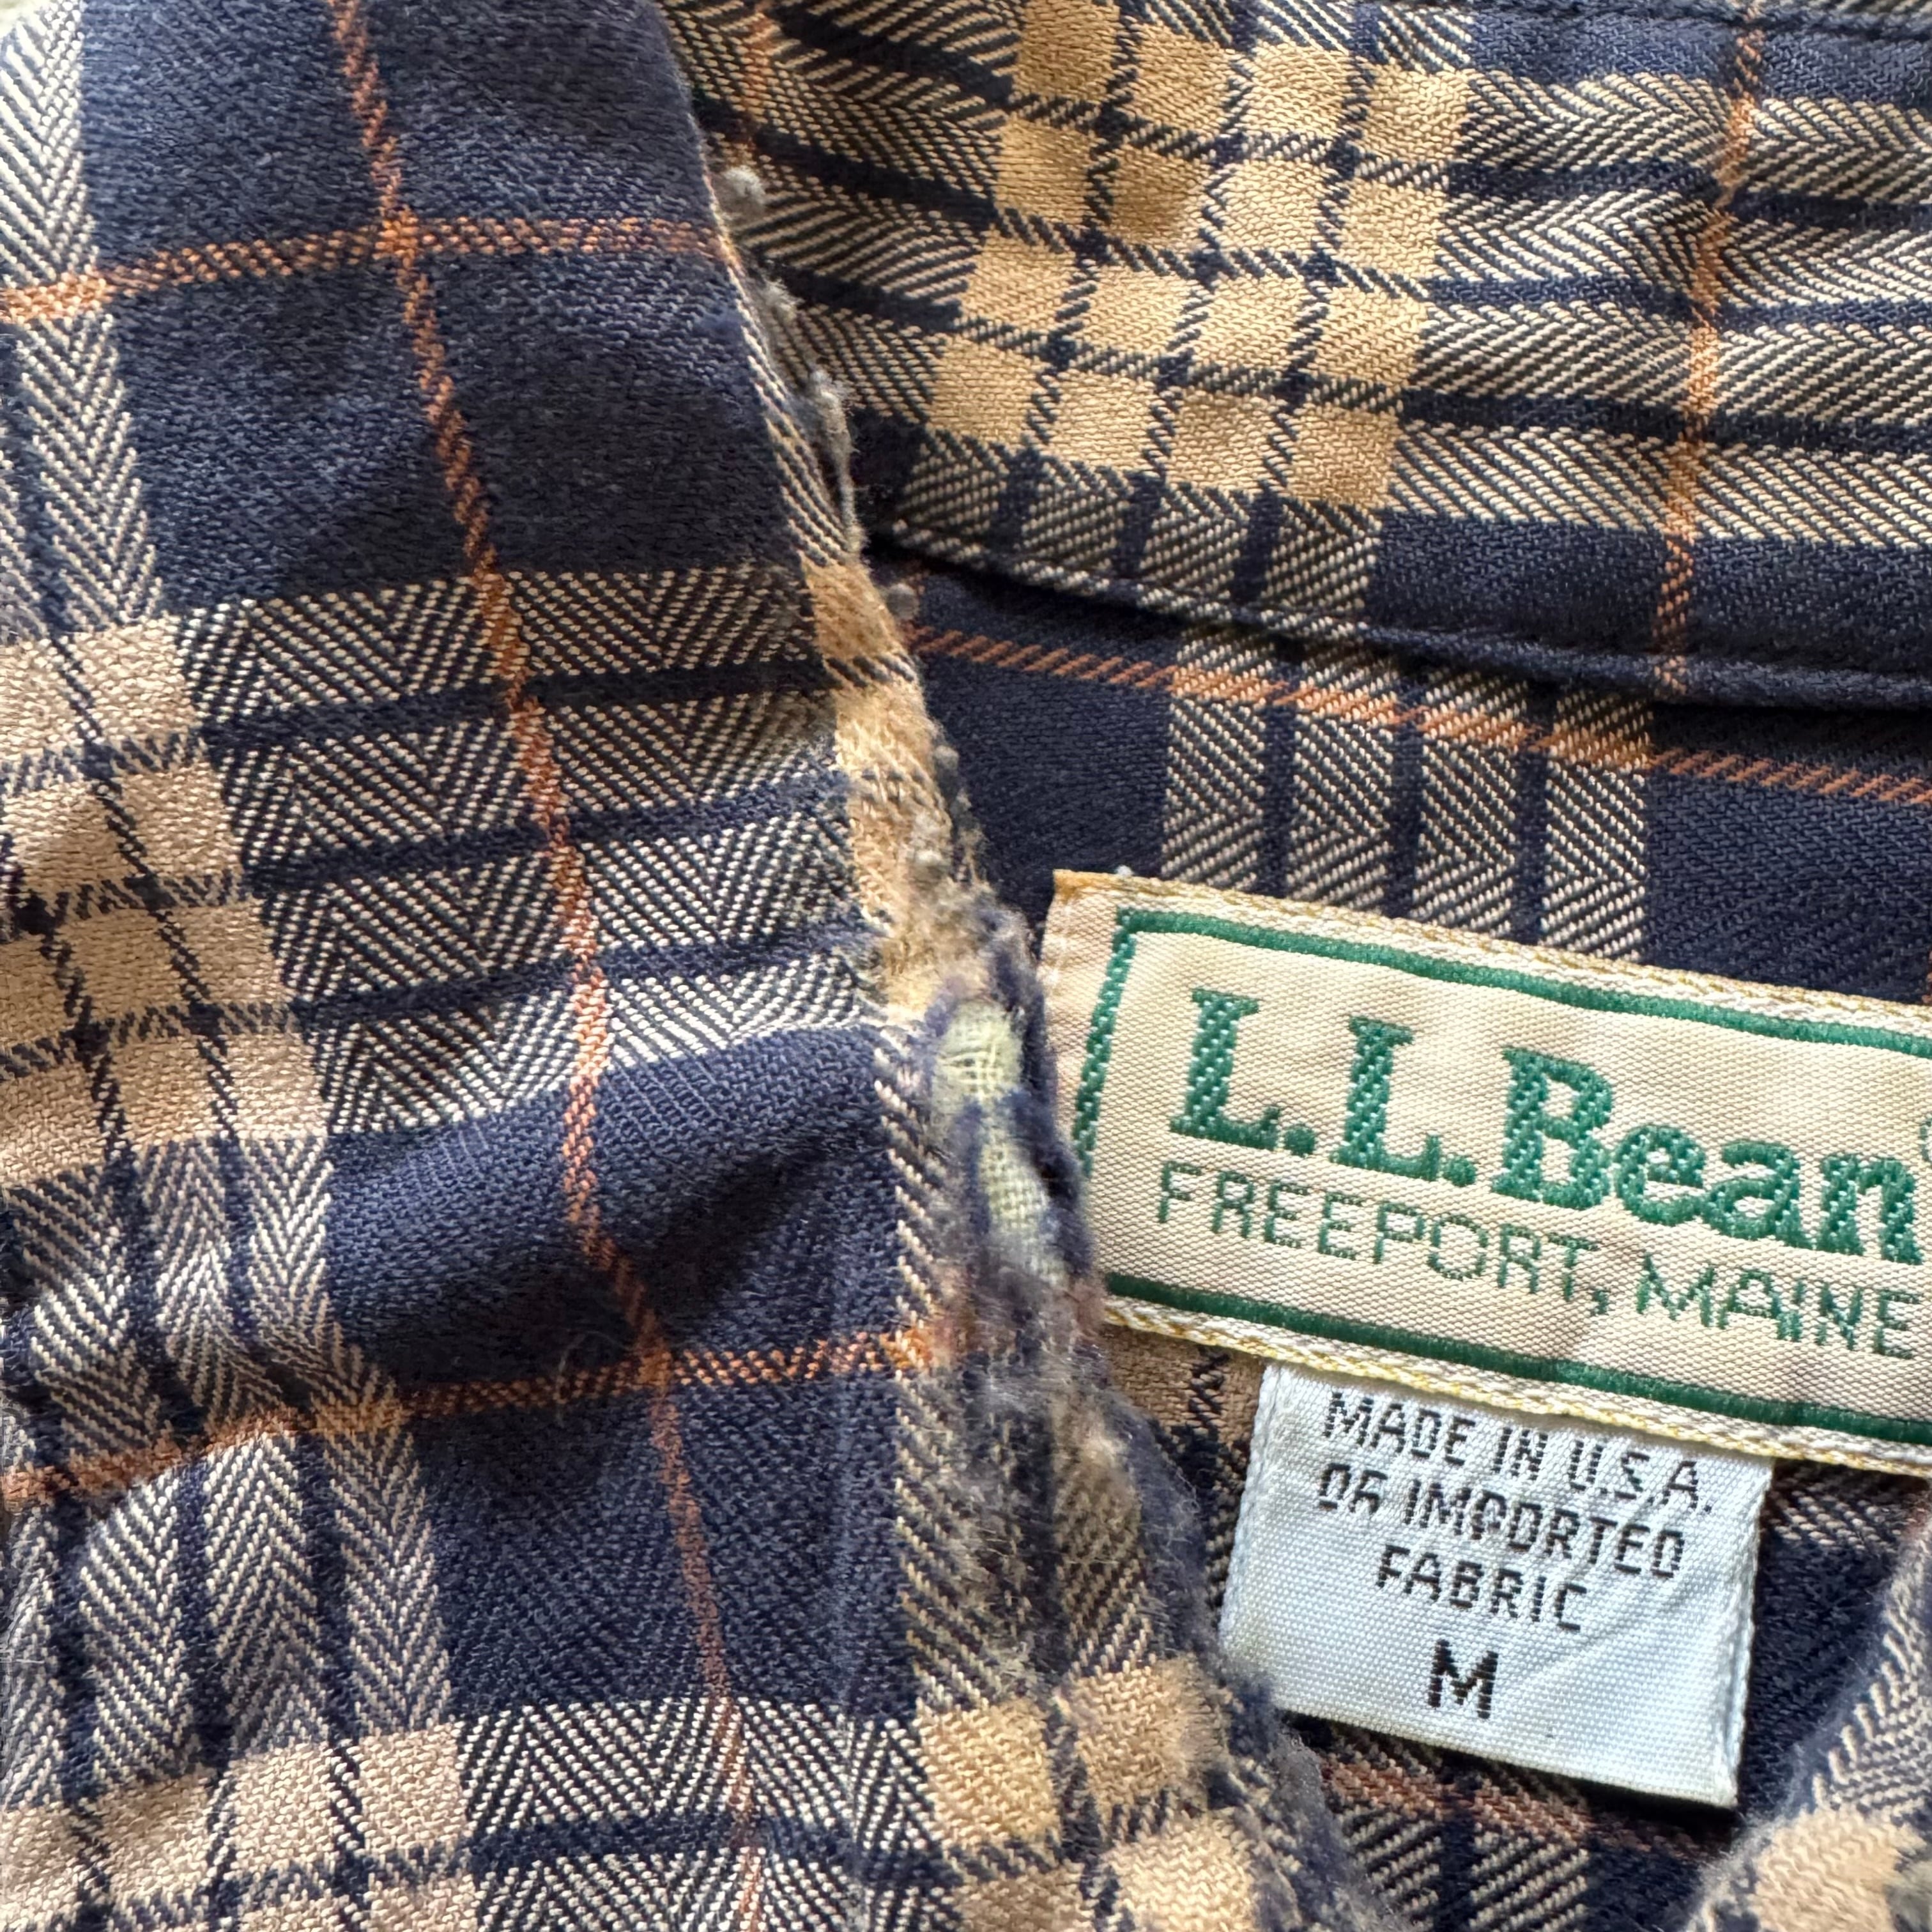 L.L.Bean
FREEPORT, MAINE
MADE IN U.S.A.
OF IMPORTED
FABRIC
M